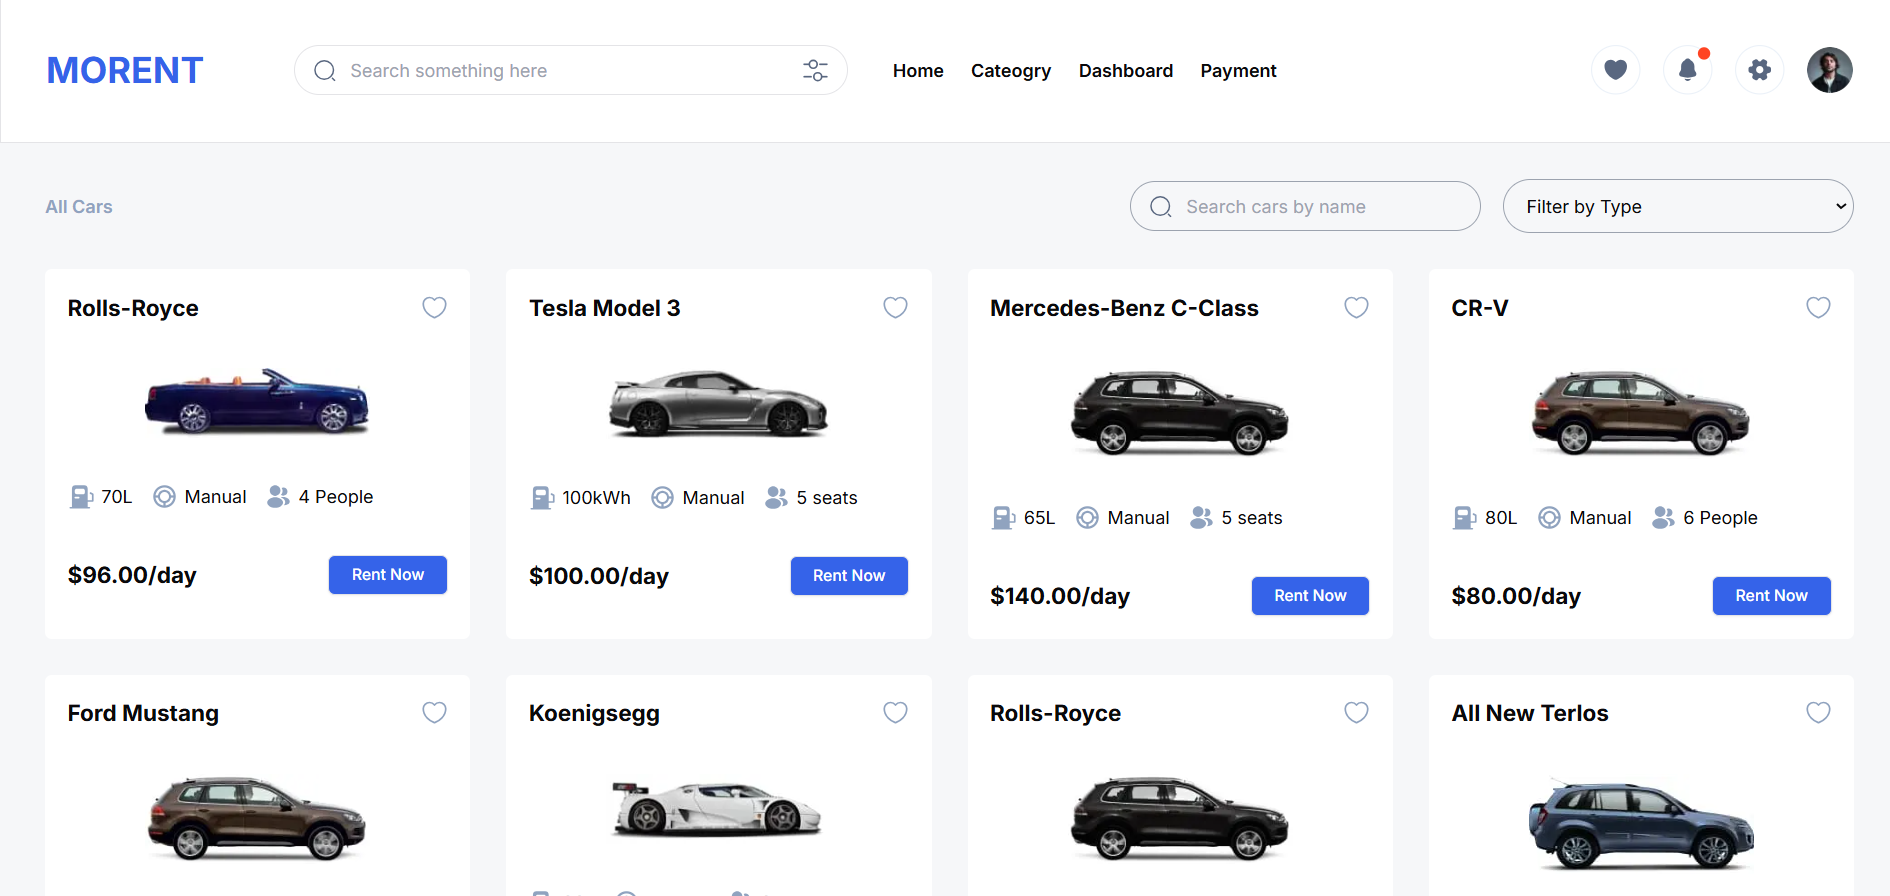 MORENT
Search something here
Home Cateogry Dashboard Payment
All Cars
Search cars by name
Filter by Type
Rolls-Royce
70L Manual 4 People
$96.00/day Rent Now
Tesla Model 3
100kWh Manual 5 seats
$100.00/day Rent Now
Mercedes-Benz C-Class
65L Manual 5 seats
$140.00/day Rent Now
CR-V
80L Manual 6 People
$80.00/day Rent Now
Ford Mustang
Koenigsegg
Rolls-Royce
All New Terlos